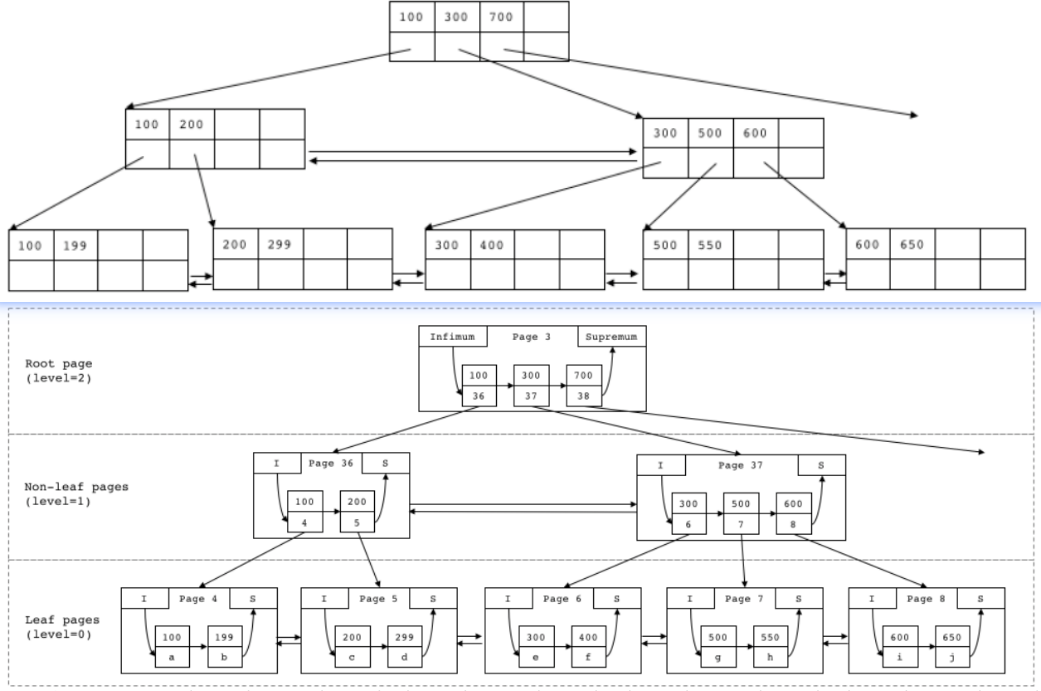 100 300 700
100 200
300 500 600
100 199
200 299
300 400
500 550
600 650
Infimum Page 3 Supremum
Root page
(level=2)
100 300 700
36 37 38
I Page 36 S
I Page 37 S
Non-leaf pages
(level=1)
100 200
4 5
300 500 600
6 7 8
I Page 4 S
I Page 5 S
I Page 6 S
I Page 7 S
I Page 8 S
Leaf pages
(level=0)
100 199
a b
200 299
c d
300 400
e f
500 550
g h
600 650
i j